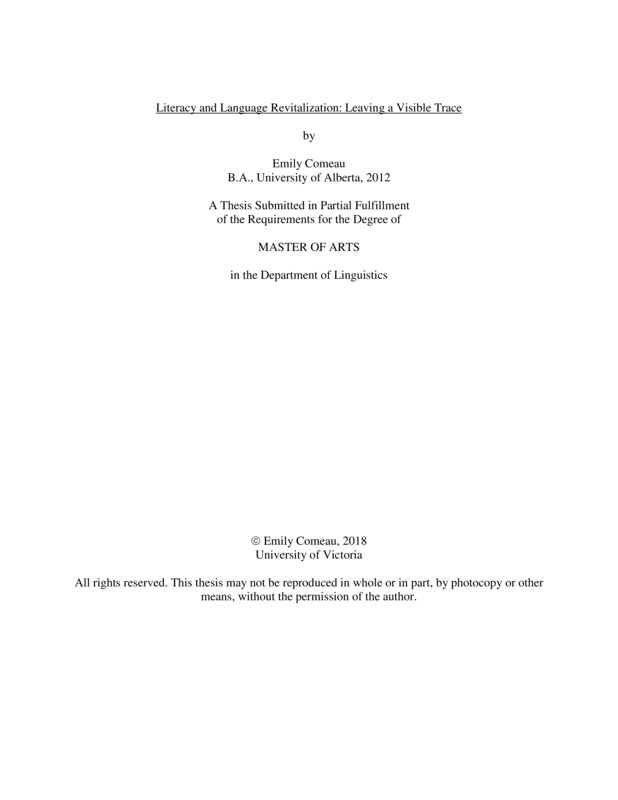 Literacy and Language Revitalization: Leaving a Visible Trace
by
Emily Comeau
B.A., University of Alberta, 2012
A Thesis Submitted in Partial Fulfillment
of the Requirements for the Degree of
MASTER OF ARTS
in the Department of Linguistics
© Emily Comeau, 2018
University of Victoria
All rights reserved. This thesis may not be reproduced in whole or in part, by photocopy or other
means, without the permission of the author.